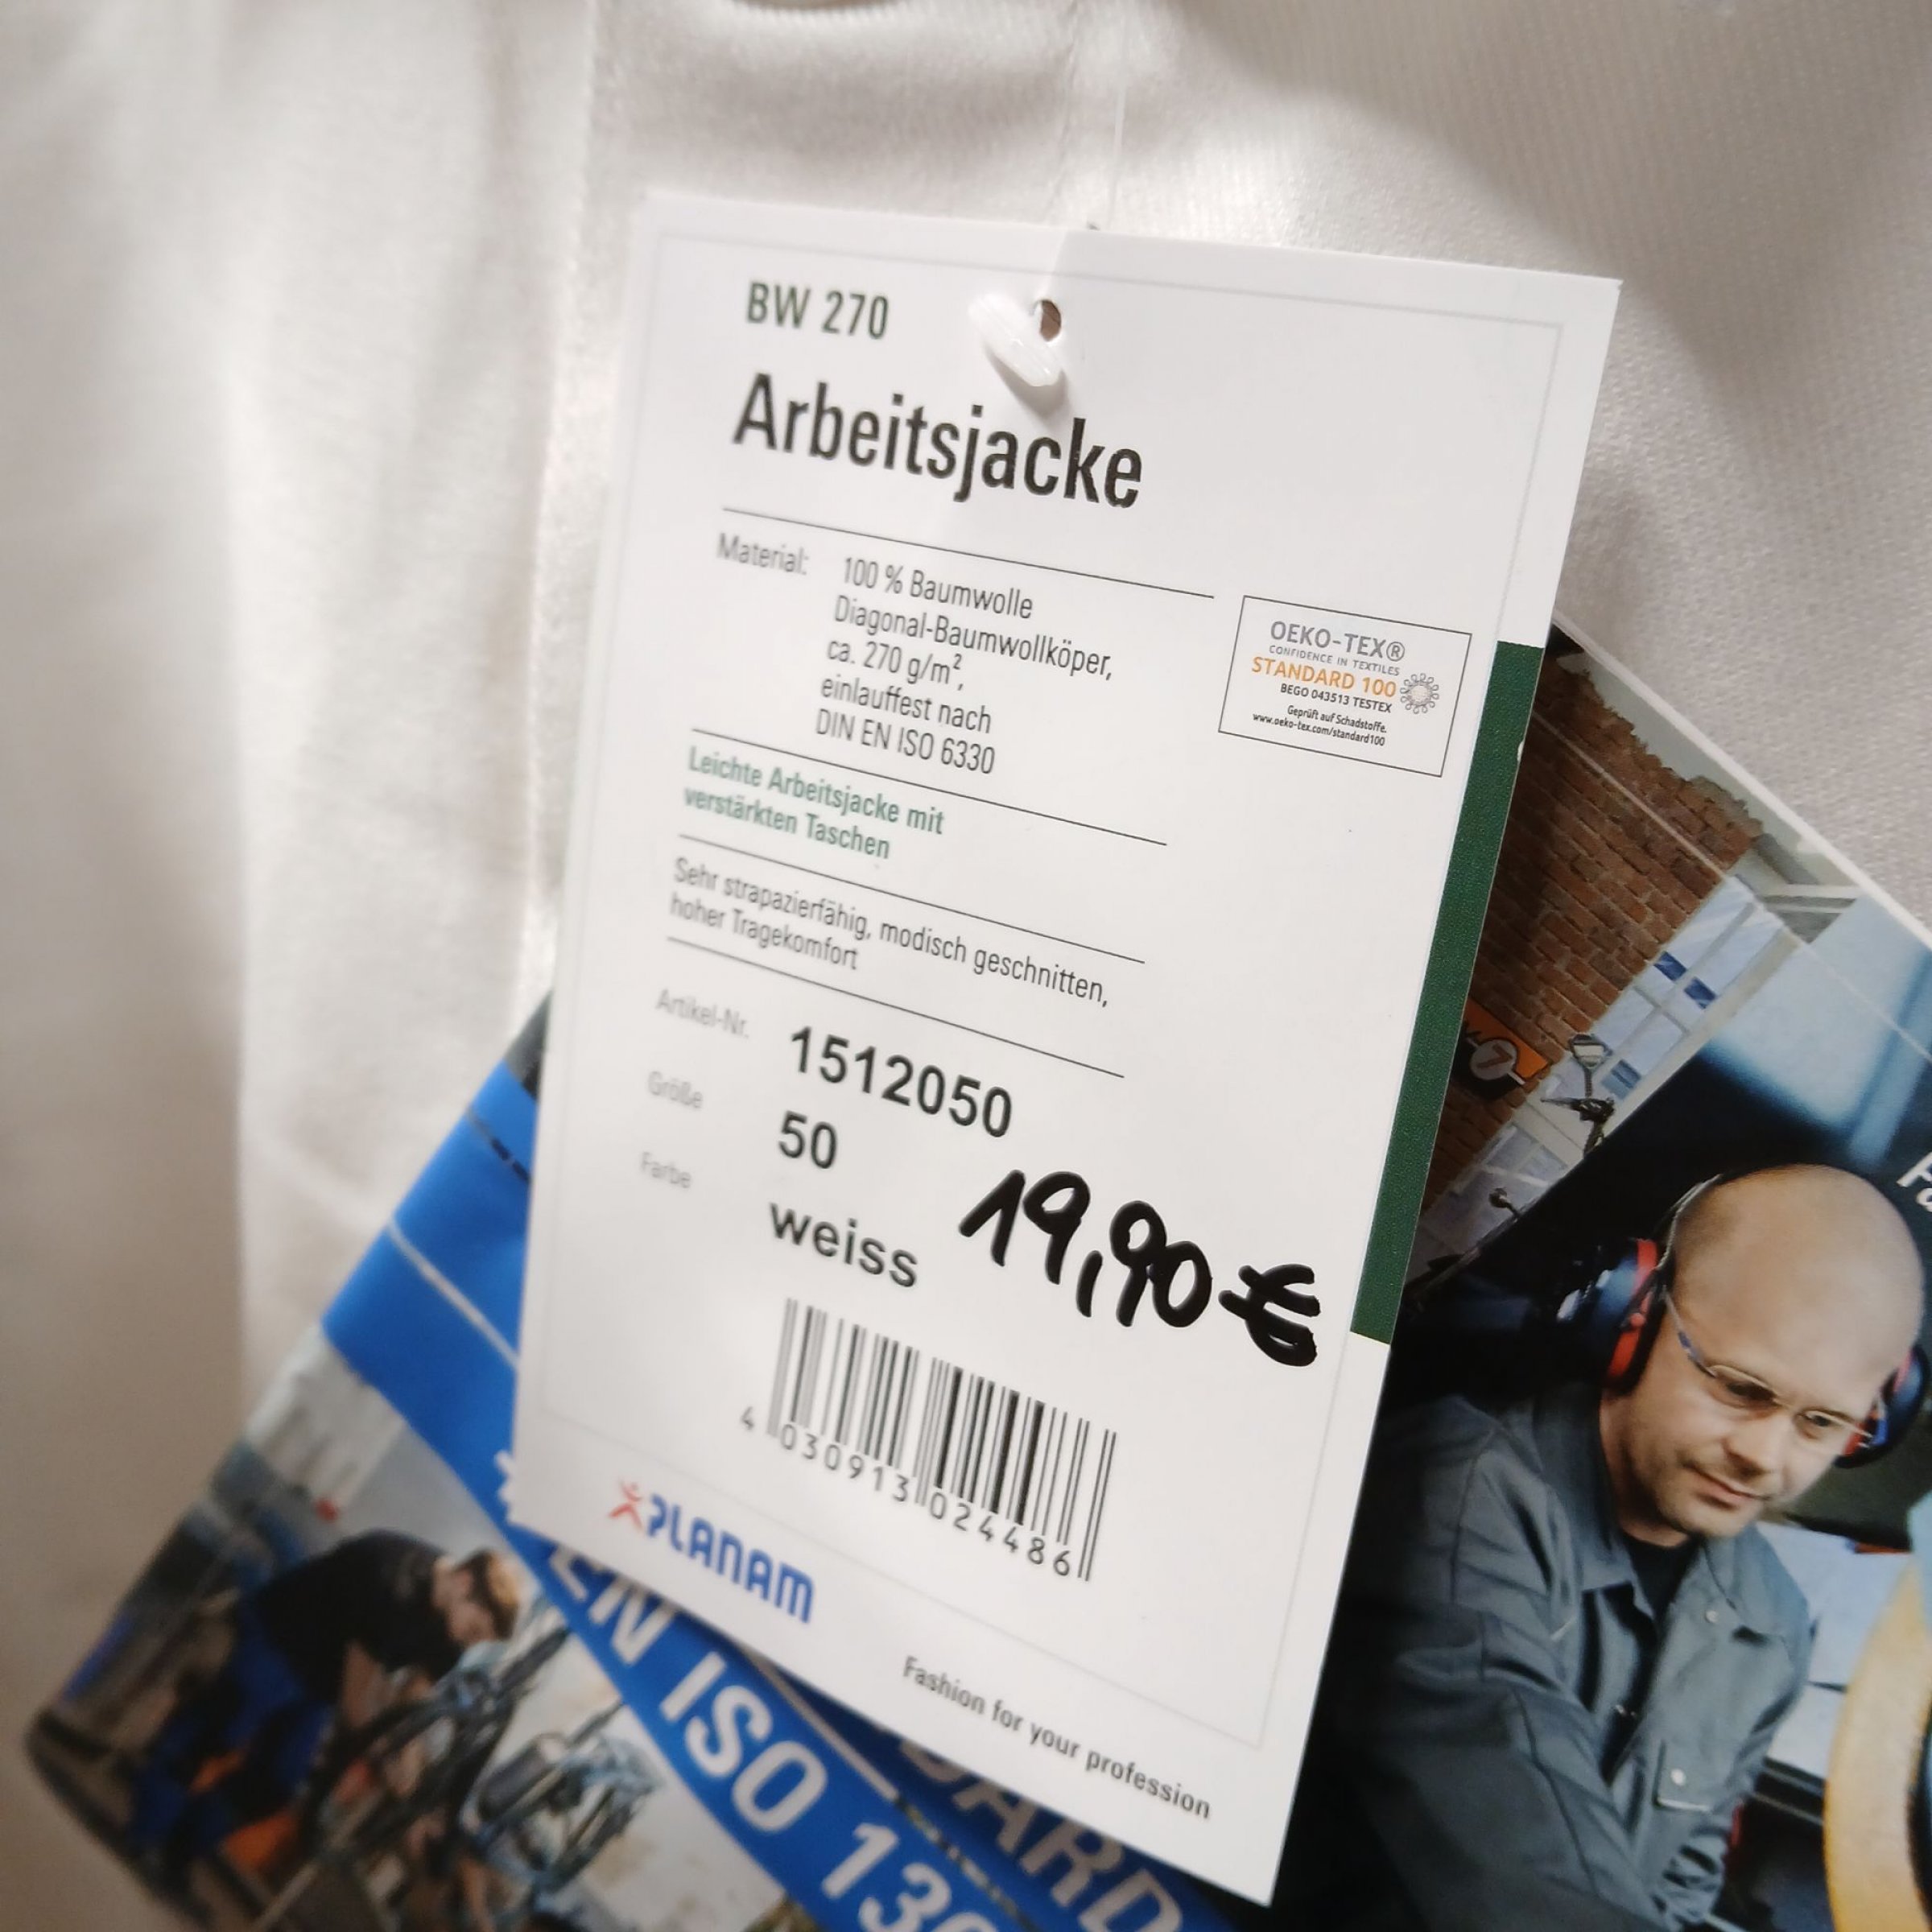 BW 270
Arbeitsjacke
Material: 100 % Baumwolle
Diagonal-Baumwollköper,
ca. 270 g/m²,
einlauffest nach
DIN EN ISO 6330
OEKO-TEX®
CONFIDENCE IN TEXTILES
STANDARD 100
BEGO 043513 TESTEX
Geprüft auf Schadstoffe.
www.oeko-tex.com/standard100
Leichte Arbeitsjacke mit
verstärkten Taschen
Sehr strapazierfähig, modisch geschnitten,
hoher Tragekomfort
Artikel-Nr. 1512050
Größe 50
Farbe weiss
19,90 €
4 030913 024486
PLANAM
Fashion for your profession
EN ISO
7